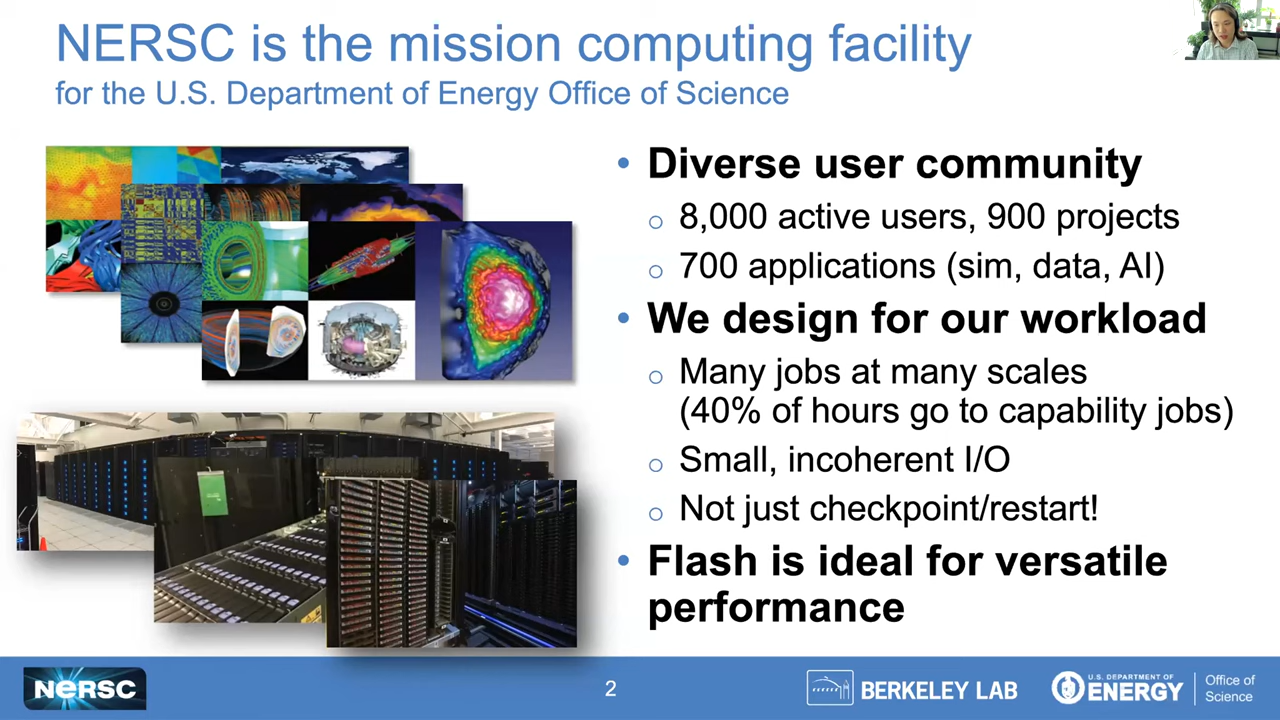 NERSC is the mission computing facility
for the U.S. Department of Energy Office of Science
• Diverse user community
o 8,000 active users, 900 projects
o 700 applications (sim, data, AI)
• We design for our workload
o Many jobs at many scales
(40% of hours go to capability jobs)
o Small, incoherent I/O
o Not just checkpoint/restart!
• Flash is ideal for versatile
performance
NERSC
2
BERKELEY LAB
U.S. DEPARTMENT OF
ENERGY
Office of
Science